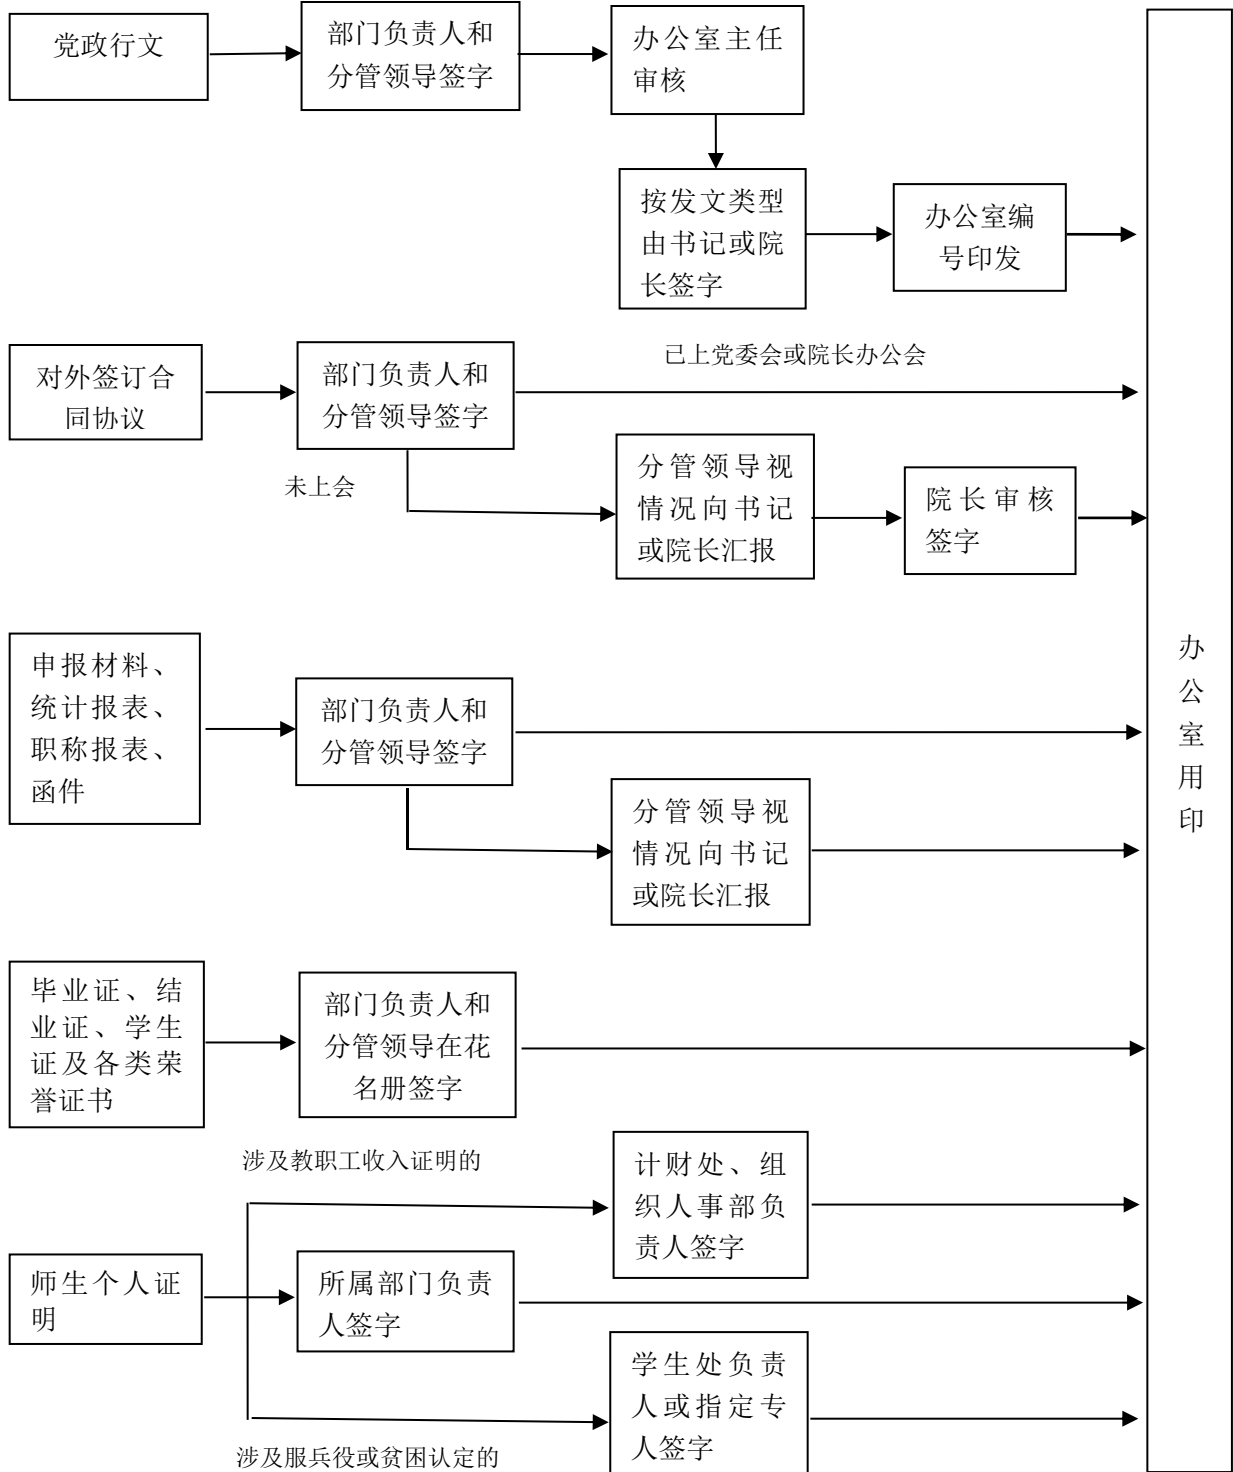 党政行文
部门负责人和
分管领导签字
办公室主任
审核
按发文类型
由书记或院
长签字
办公室编
号印发
对外签订合
同协议
部门负责人和
分管领导签字
已上党委会或院长办公会
未上会
分管领导视
情况向书记
或院长汇报
院长审核
签字
申报材料、
统计报表、
职称报表、
函件
部门负责人和
分管领导签字
分管领导视
情况向书记
或院长汇报
毕业证、结
业证、学生
证及各类荣
誉证书
部门负责人和
分管领导在花
名册签字
师生个人证
明
涉及教职工收入证明的
计财处、组
织人事部负
责人签字
所属部门负责
人签字
涉及服兵役或贫困认定的
学生处负责
人或指定专
人签字
办
公
室
用
印